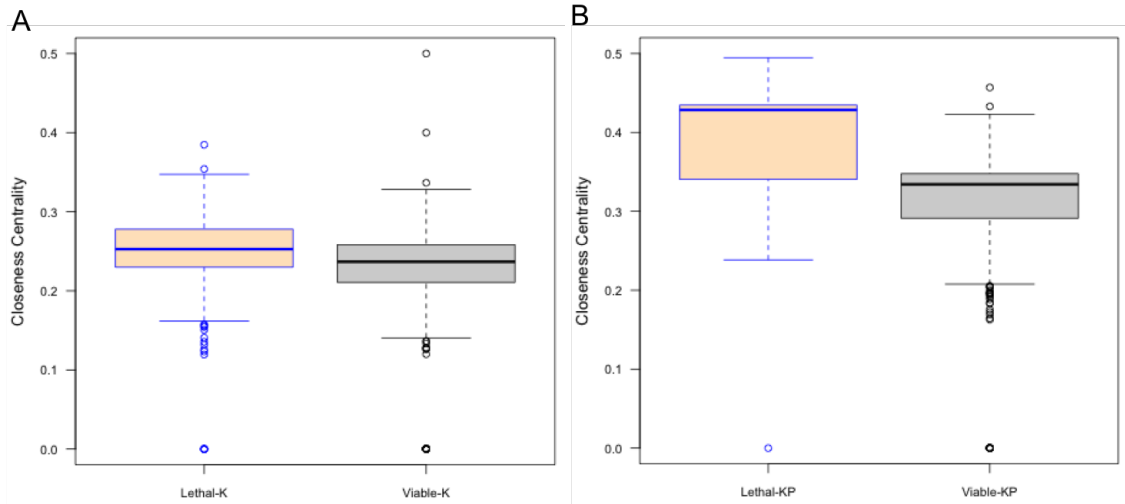 A
B
Closeness Centrality
0.5
0.4
0.3
0.2
0.1
0.0
Lethal-K
Viable-K
Closeness Centrality
0.5
0.4
0.3
0.2
0.1
0.0
Lethal-KP
Viable-KP